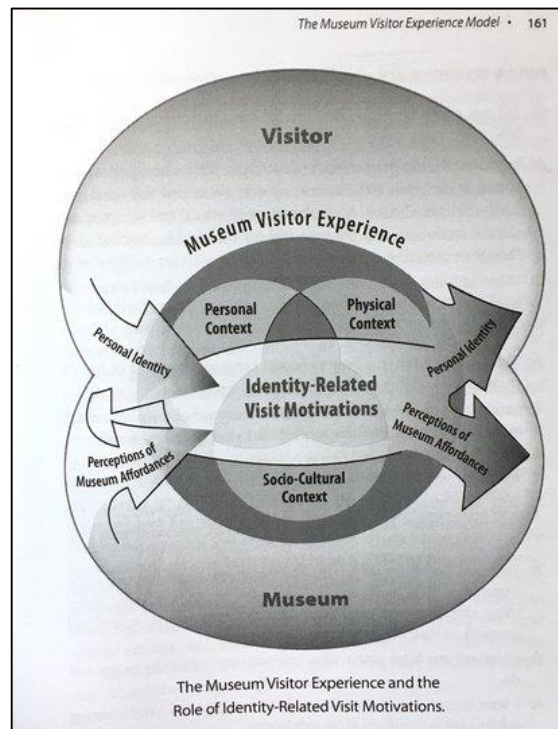 The Museum Visitor Experience Model • 161
Visitor
Museum Visitor Experience
Personal
Context
Physical
Context
Personal Identity
Personal Identity
Identity-Related
Visit Motivations
Perceptions of
Museum Affordances
Perceptions of
Museum Affordances
Socio-Cultural
Context
Museum
The Museum Visitor Experience and the
Role of Identity-Related Visit Motivations.